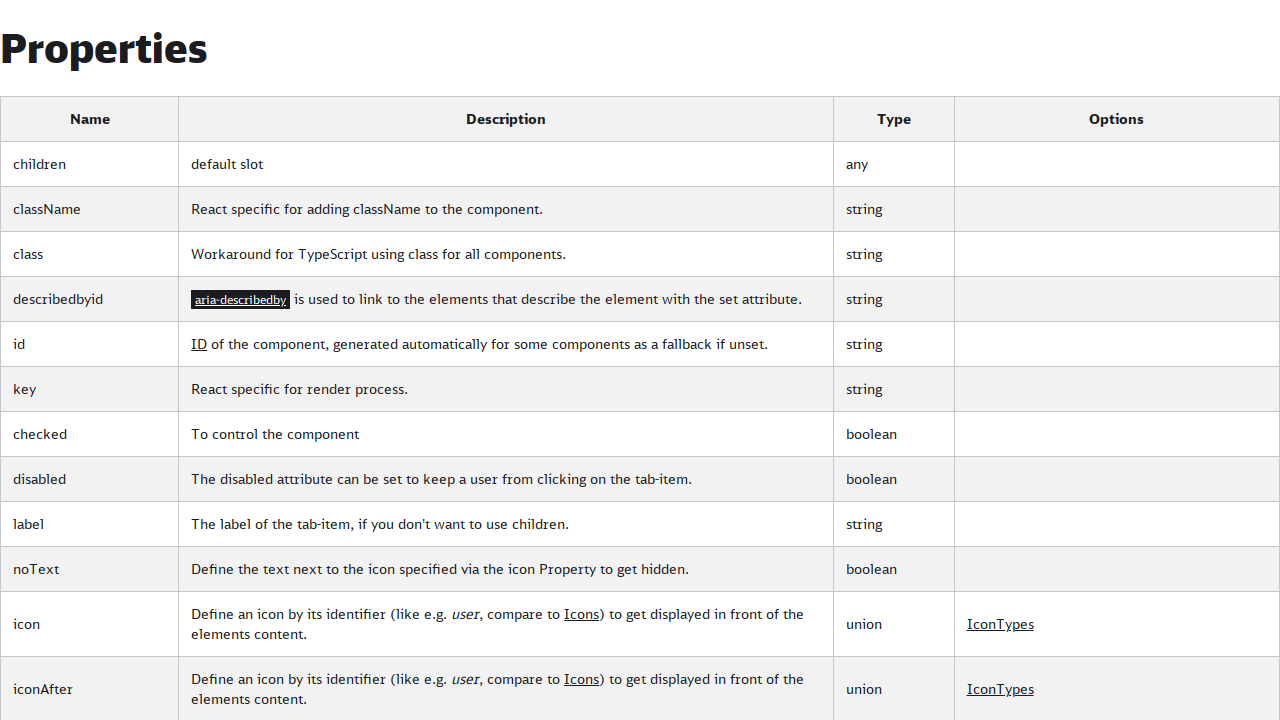 Properties
Name Description Type Options
children default slot any
className React specific for adding className to the component. string
class Workaround for TypeScript using class for all components. string
describedbyid aria-describedby is used to link to the elements that describe the element with the set attribute. string
id ID of the component, generated automatically for some components as a fallback if unset. string
key React specific for render process. string
checked To control the component boolean
disabled The disabled attribute can be set to keep a user from clicking on the tab-item. boolean
label The label of the tab-item, if you don't want to use children. string
noText Define the text next to the icon specified via the icon Property to get hidden. boolean
icon Define an icon by its identifier (like e.g. user, compare to Icons) to get displayed in front of the
elements content. union IconTypes
iconAfter Define an icon by its identifier (like e.g. user, compare to Icons) to get displayed in front of the
elements content. union IconTypes